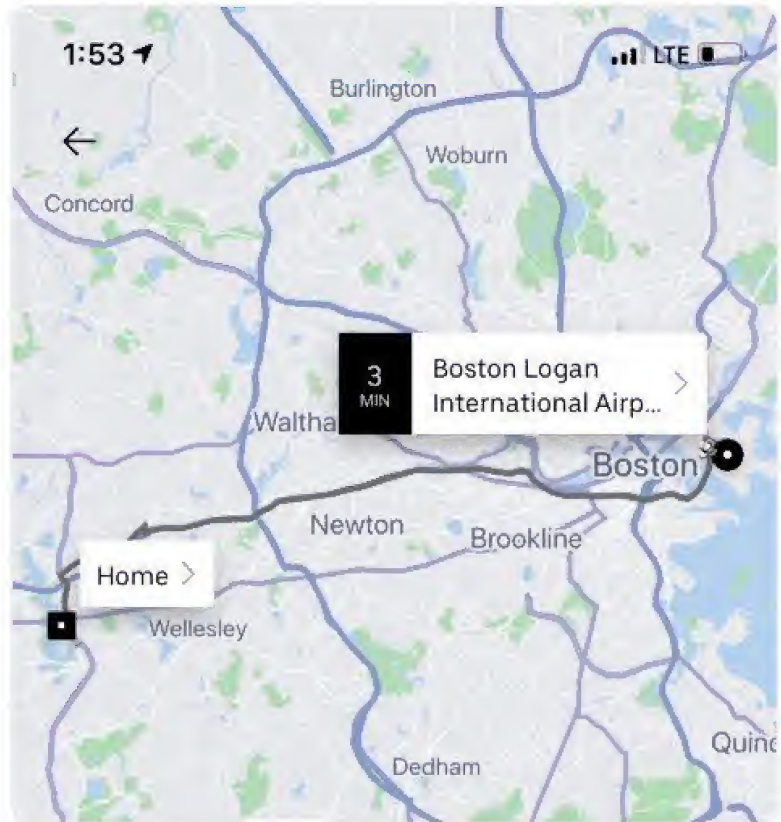 1:53
LTE
Burlington
Woburn
Concord
3
MIN
Boston Logan
International Airp...
Waltha
Boston
Newton
Brookline
Home
Wellesley
Quinc
Dedham